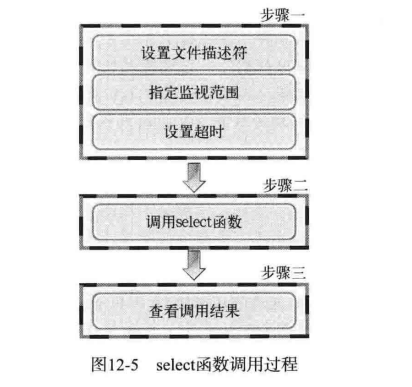 步骤一
设置文件描述符
指定监视范围
设置超时
步骤二
调用select函数
步骤三
查看调用结果
图12-5 select函数调用过程